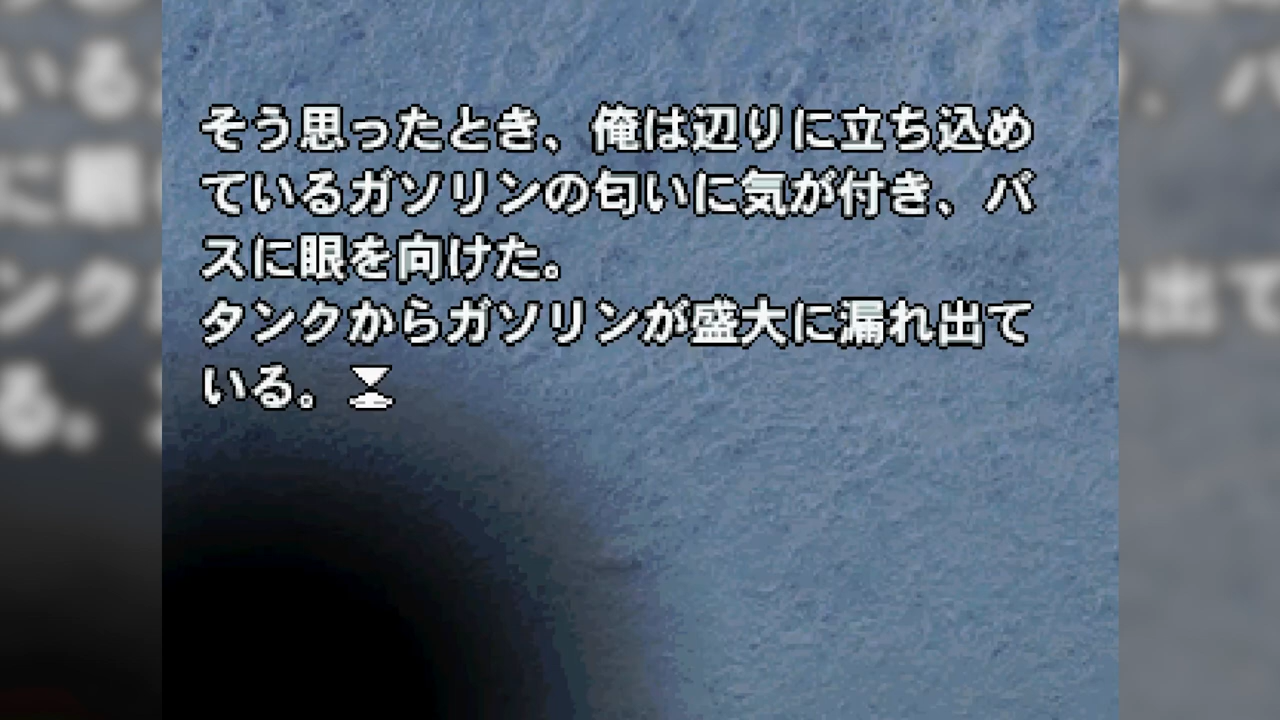 そう思ったとき、俺は辺りに立ち込め
ているガソリンの匂いに気が付き、バ
スに眼を向けた。
タンクからガソリンが盛大に漏れ出て
いる。